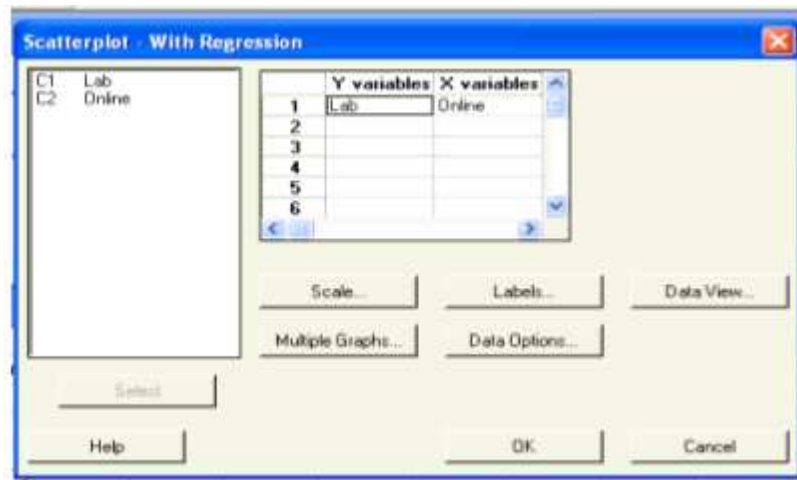 Scatterplot - With Regression
C1 Lab
C2 Online
Y variables X variables
1 Lab Online
2
3
4
5
6
Scale... Labels... Data View...
Multiple Graphs... Data Options...
Select
Help OK Cancel